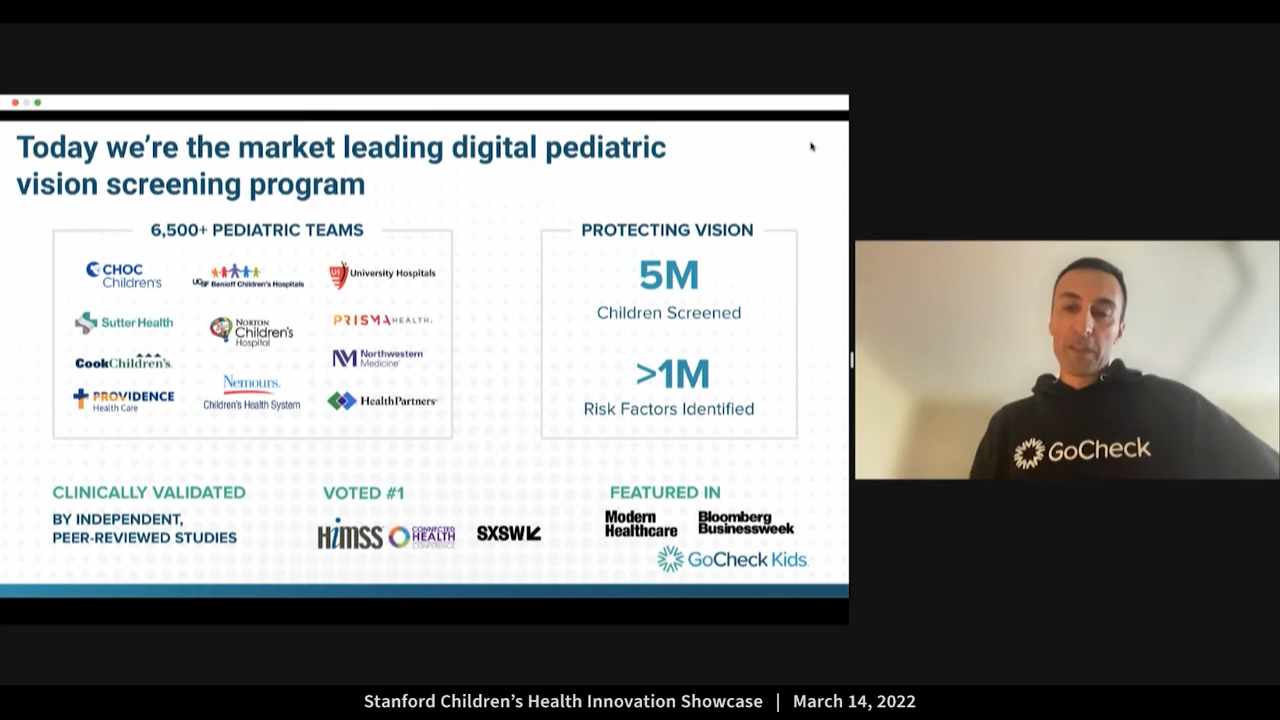 Today we're the market leading digital pediatric
vision screening program
6,500+ PEDIATRIC TEAMS
CHOC
Children's
UCSF Benioff Children's Hospitals
UH University Hospitals
Sutter Health
Norton
Children's
Hospital
PRISMA HEALTH.
CookChildren's.
NM Northwestern
Medicine
PROVIDENCE
Health Care
Nemours.
Children's Health System
HealthPartners
PROTECTING VISION
5M
Children Screened
>1M
Risk Factors Identified
CLINICALLY VALIDATED
BY INDEPENDENT,
PEER-REVIEWED STUDIES
VOTED #1
HiMSS
CONNECTED
HEALTH
CONFERENCE
SXSW
FEATURED IN
Modern
Healthcare
Bloomberg
Businessweek
GoCheck Kids
GoCheck
Stanford Children's Health Innovation Showcase | March 14, 2022